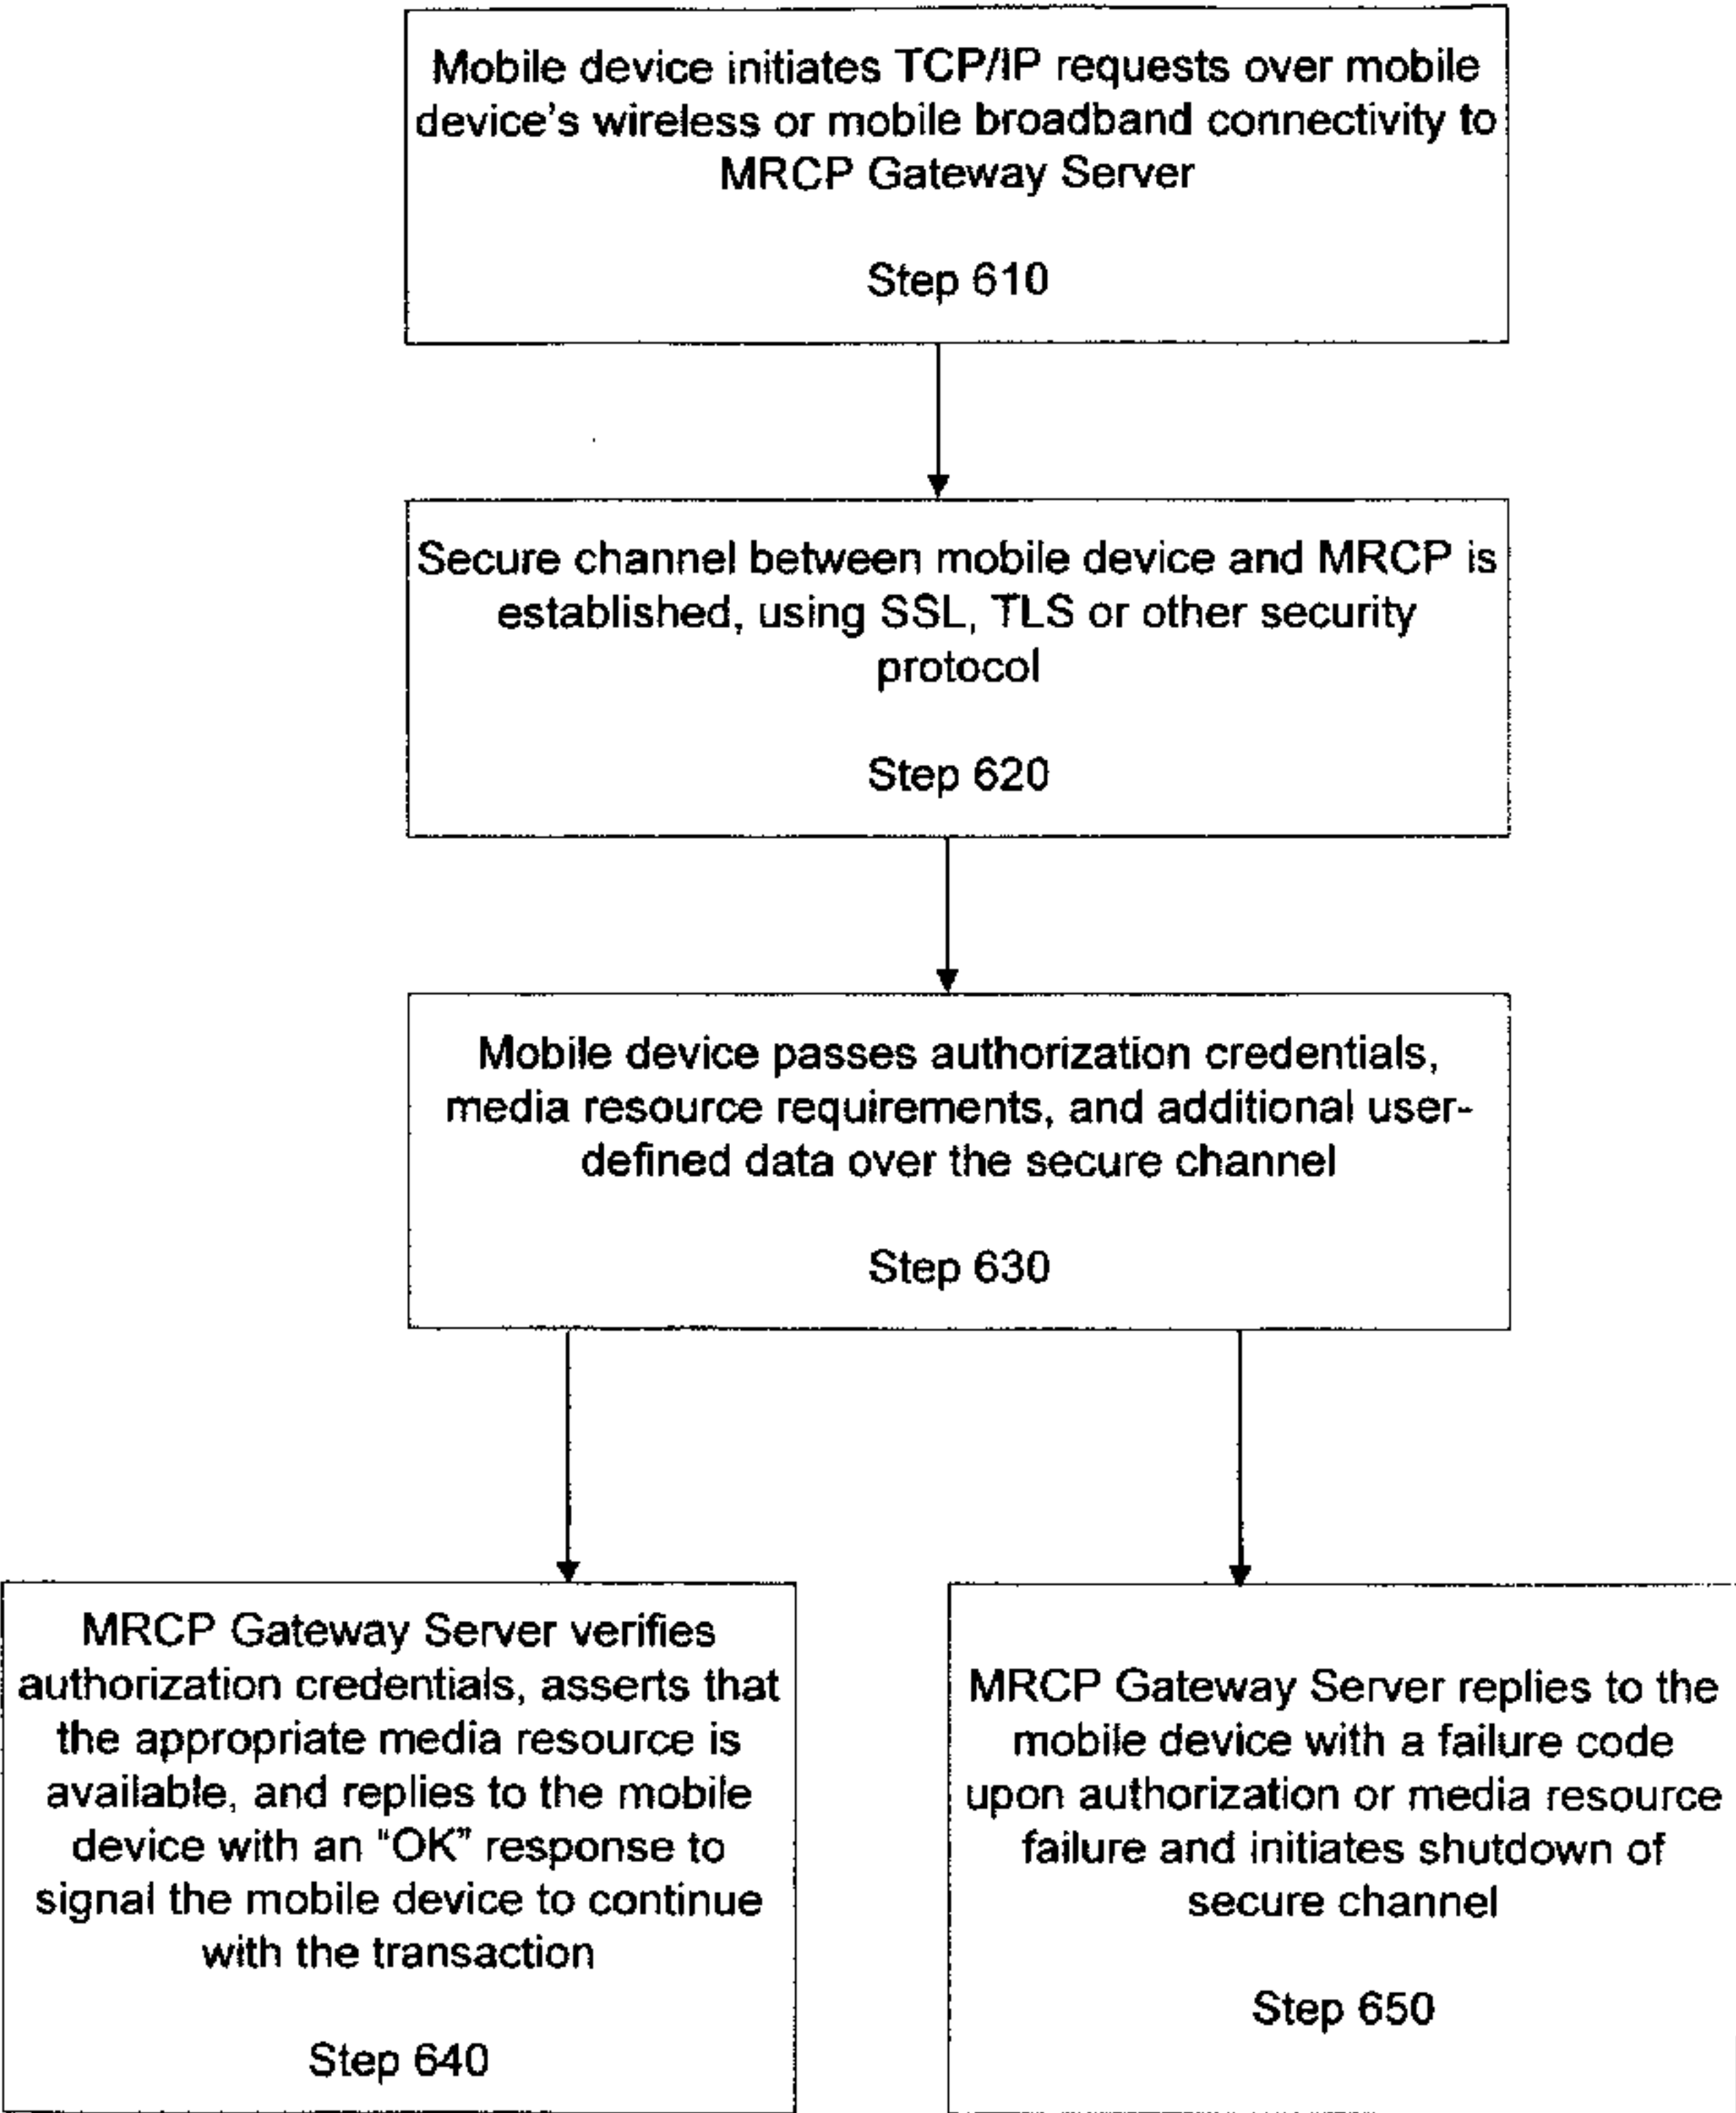 Mobile device initiates TCP/IP requests over mobile
device's wireless or mobile broadband connectivity to
MRCP Gateway Server
Step 610
Secure channel between mobile device and MRCP is
established, using SSL, TLS or other security
protocol
Step 620
Mobile device passes authorization credentials,
media resource requirements, and additional user-
defined data over the secure channel
Step 630
MRCP Gateway Server verifies
authorization credentials, asserts that
the appropriate media resource is
available, and replies to the mobile
device with an “OK” response to
signal the mobile device to continue
with the transaction
Step 640
MRCP Gateway Server replies to the
mobile device with a failure code
upon authorization or media resource
failure and initiates shutdown of
secure channel
Step 650